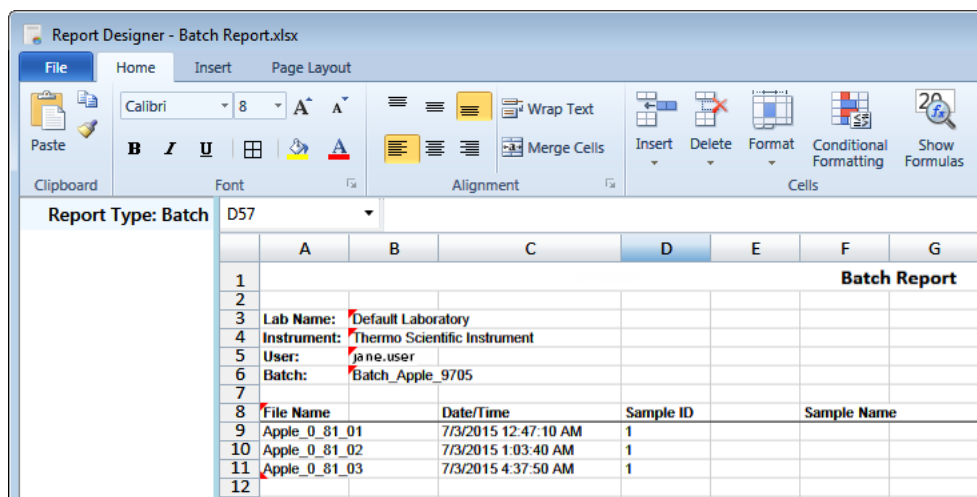 Report Designer - Batch Report.xlsx
File Home Insert Page Layout
Calibri 8 A A Wrap Text Insert Delete Format Conditional Formatting Show Formulas
Paste B I U A Merge Cells
Clipboard Font Alignment Cells
Report Type: Batch D57
A B C D E F G
1 Batch Report
2
3 Lab Name: Default Laboratory
4 Instrument: Thermo Scientific Instrument
5 User: jane.user
6 Batch: Batch_Apple_9705
7
8 File Name Date/Time Sample ID Sample Name
9 Apple_0_81_01 7/3/2015 12:47:10 AM 1
10 Apple_0_81_02 7/3/2015 1:03:40 AM 1
11 Apple_0_81_03 7/3/2015 4:37:50 AM 1
12